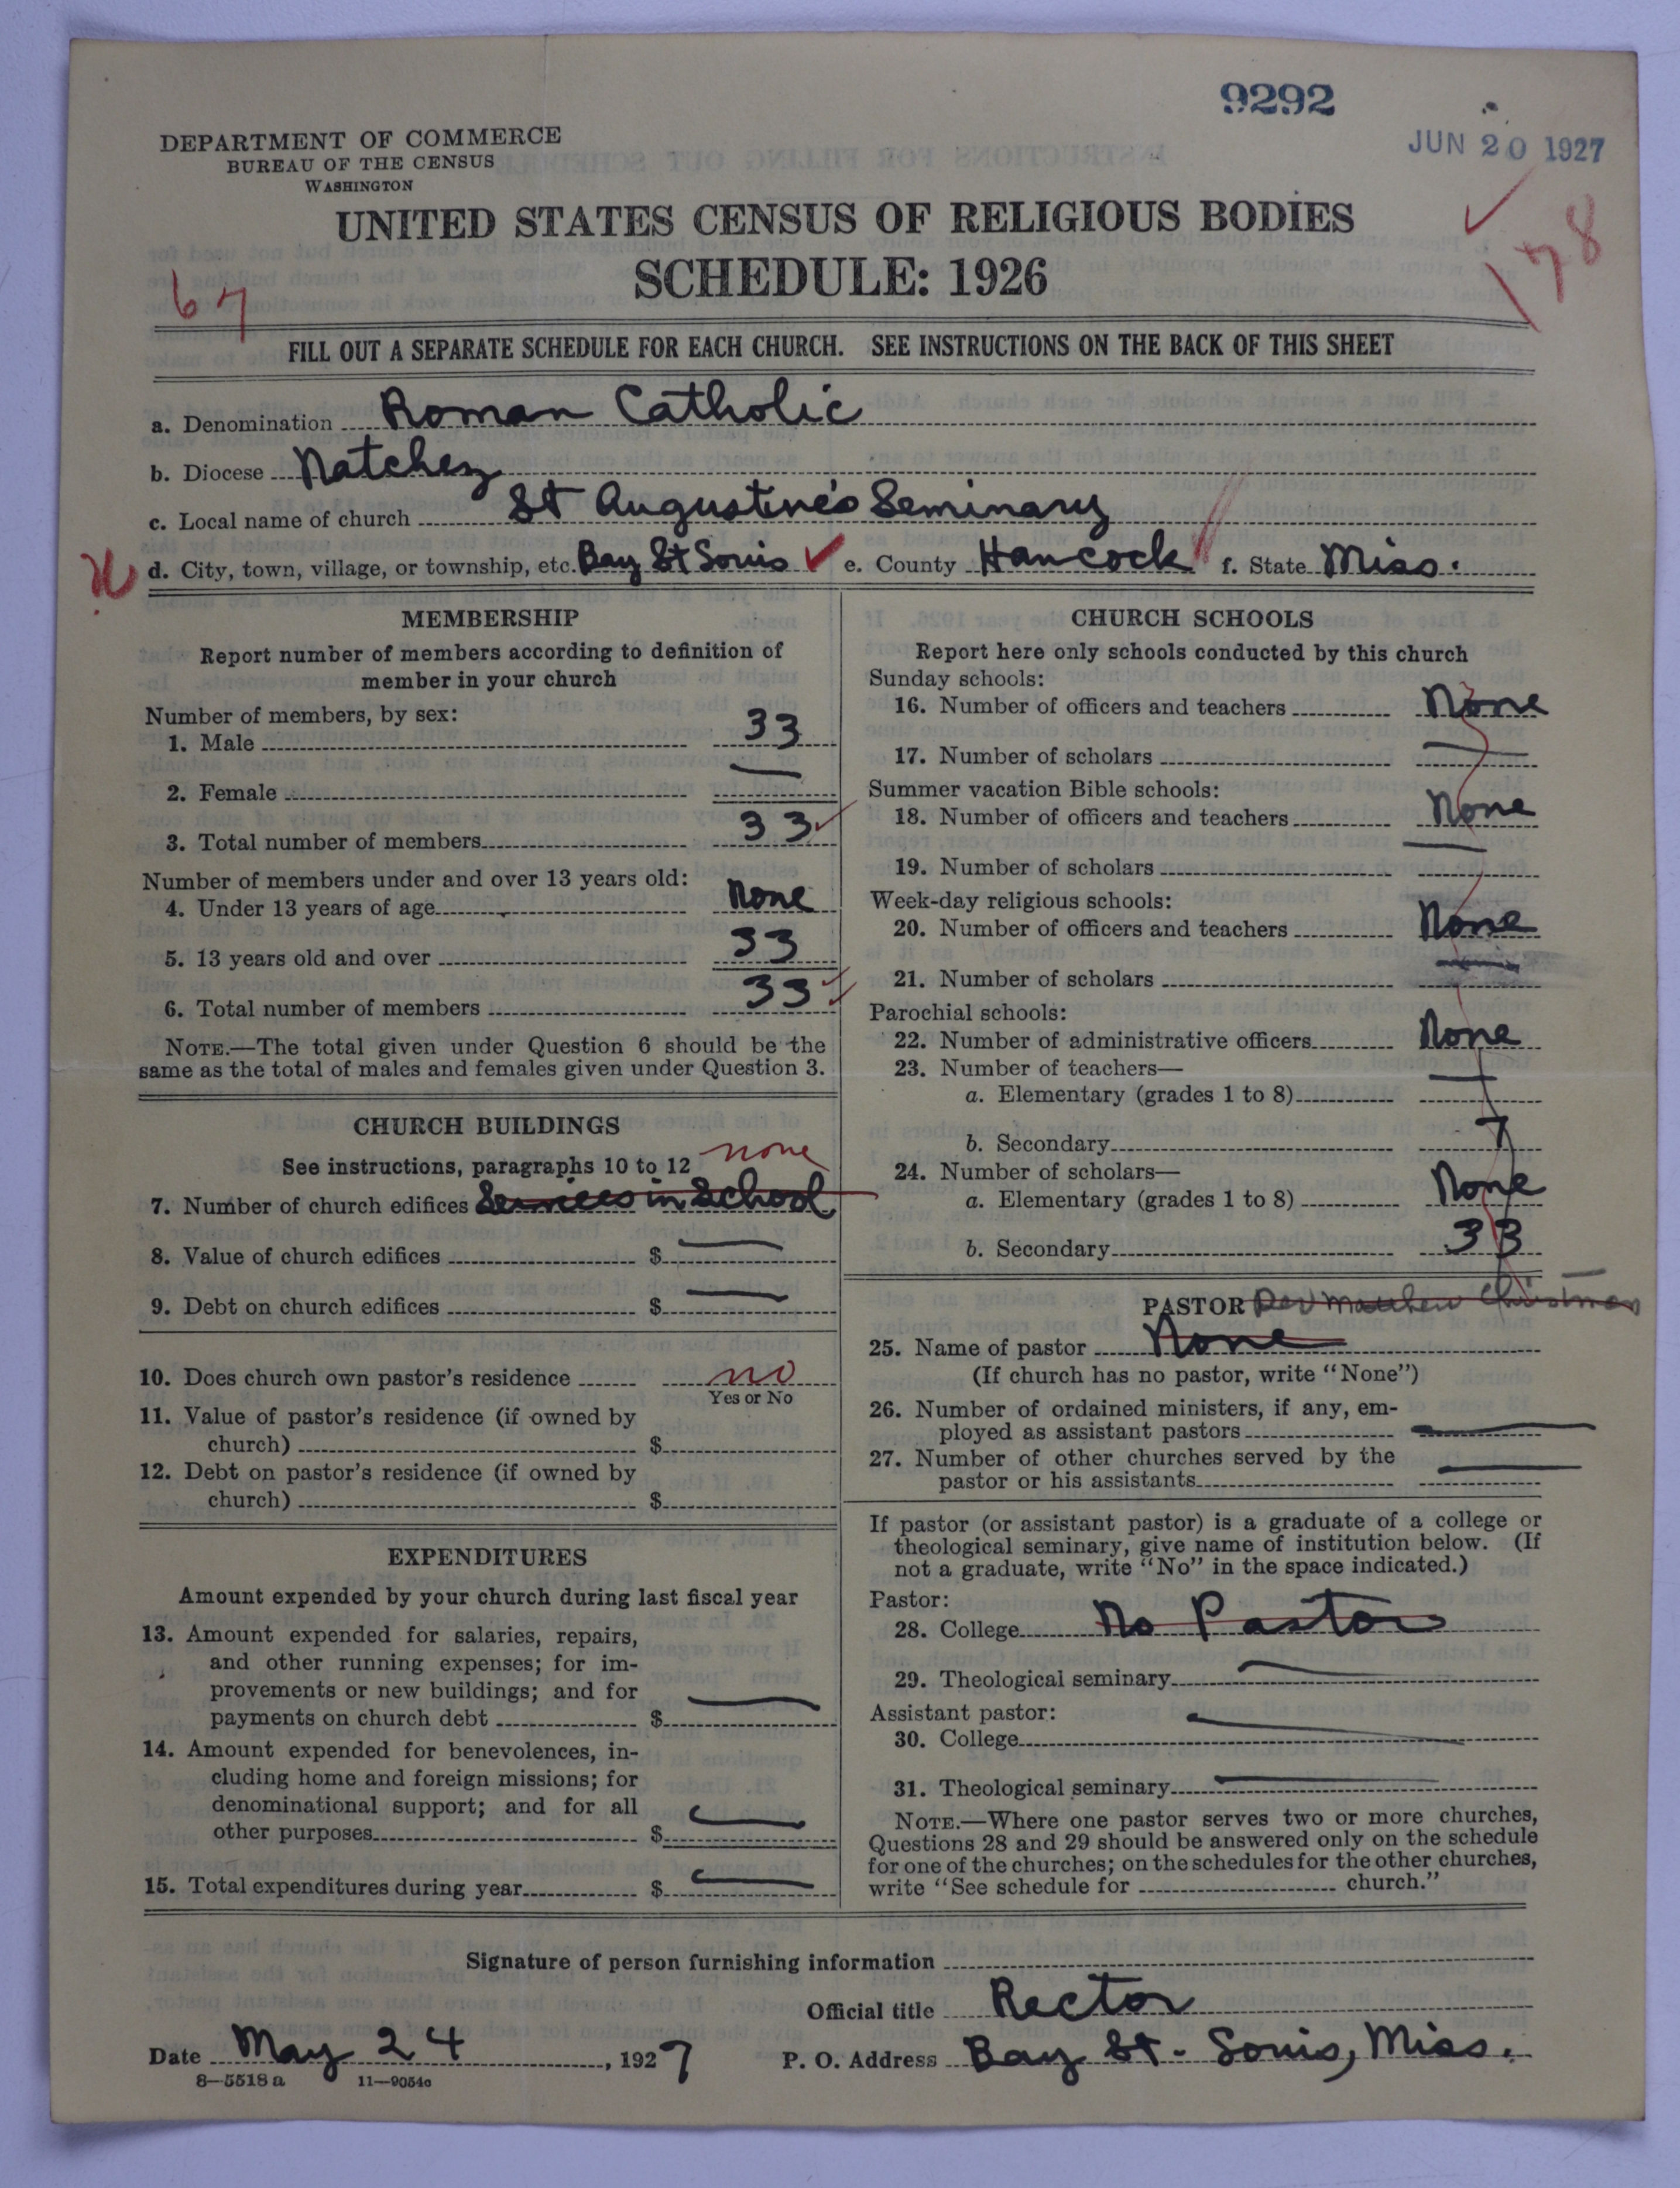 9292
JUN 20 1927
DEPARTMENT OF COMMERCE
BUREAU OF THE CENSUS
WASHINGTON
UNITED STATES CENSUS OF RELIGIOUS BODIES
SCHEDULE: 1926
67
178
FILL OUT A SEPARATE SCHEDULE FOR EACH CHURCH. SEE INSTRUCTIONS ON THE BACK OF THIS SHEET
a. Denomination Roman Catholic
b. Diocese Natchez
c. Local name of church St Augustine's Seminary
d. City, town, village, or township, etc. Bay St Louis e. County Hancock f. State Miss.
MEMBERSHIP
Report number of members according to definition of
member in your church
Number of members, by sex:
1. Male 33
2. Female —
3. Total number of members 33
Number of members under and over 13 years old:
4. Under 13 years of age None
5. 13 years old and over 33
6. Total number of members 33
NOTE.—The total given under Question 6 should be the
same as the total of males and females given under Question 3.
CHURCH BUILDINGS
See instructions, paragraphs 10 to 12 none
7. Number of church edifices Services in School
8. Value of church edifices $ —
9. Debt on church edifices $ —
10. Does church own pastor's residence no
Yes or No
11. Value of pastor's residence (if owned by
church) $
12. Debt on pastor's residence (if owned by
church) $
EXPENDITURES
Amount expended by your church during last fiscal year
13. Amount expended for salaries, repairs,
and other running expenses; for im-
provements or new buildings; and for
payments on church debt $ —
14. Amount expended for benevolences, in-
cluding home and foreign missions; for
denominational support; and for all
other purposes $ —
15. Total expenditures during year $ —
CHURCH SCHOOLS
Report here only schools conducted by this church
Sunday schools:
16. Number of officers and teachers None
17. Number of scholars —
Summer vacation Bible schools:
18. Number of officers and teachers None
19. Number of scholars —
Week-day religious schools:
20. Number of officers and teachers None
21. Number of scholars —
Parochial schools:
22. Number of administrative officers None
23. Number of teachers—
a. Elementary (grades 1 to 8) —
b. Secondary 7
24. Number of scholars—
a. Elementary (grades 1 to 8) None
b. Secondary 33
PASTOR Rev Matthew Christman
25. Name of pastor None
(If church has no pastor, write "None")
26. Number of ordained ministers, if any, em-
ployed as assistant pastors —
27. Number of other churches served by the
pastor or his assistants —
If pastor (or assistant pastor) is a graduate of a college or
theological seminary, give name of institution below. (If
not a graduate, write "No" in the space indicated.)
Pastor:
28. College No Pastor
29. Theological seminary —
Assistant pastor:
30. College —
31. Theological seminary —
NOTE.—Where one pastor serves two or more churches,
Questions 28 and 29 should be answered only on the schedule
for one of the churches; on the schedules for the other churches,
write "See schedule for church."
Signature of person furnishing information
Official title Rector
Date May 24, 1927 P. O. Address Bay St. Louis, Miss.
8—5518 a 11—9054a